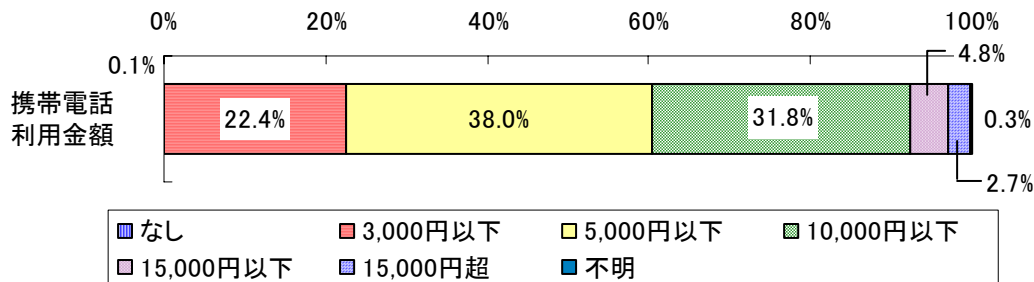 0% 20% 40% 60% 80% 100%
4.8%
0.1%
携帯電話
利用金額
22.4% 38.0% 31.8% 0.3%
2.7%
なし 3,000円以下 5,000円以下 10,000円以下
15,000円以下 15,000円超 不明